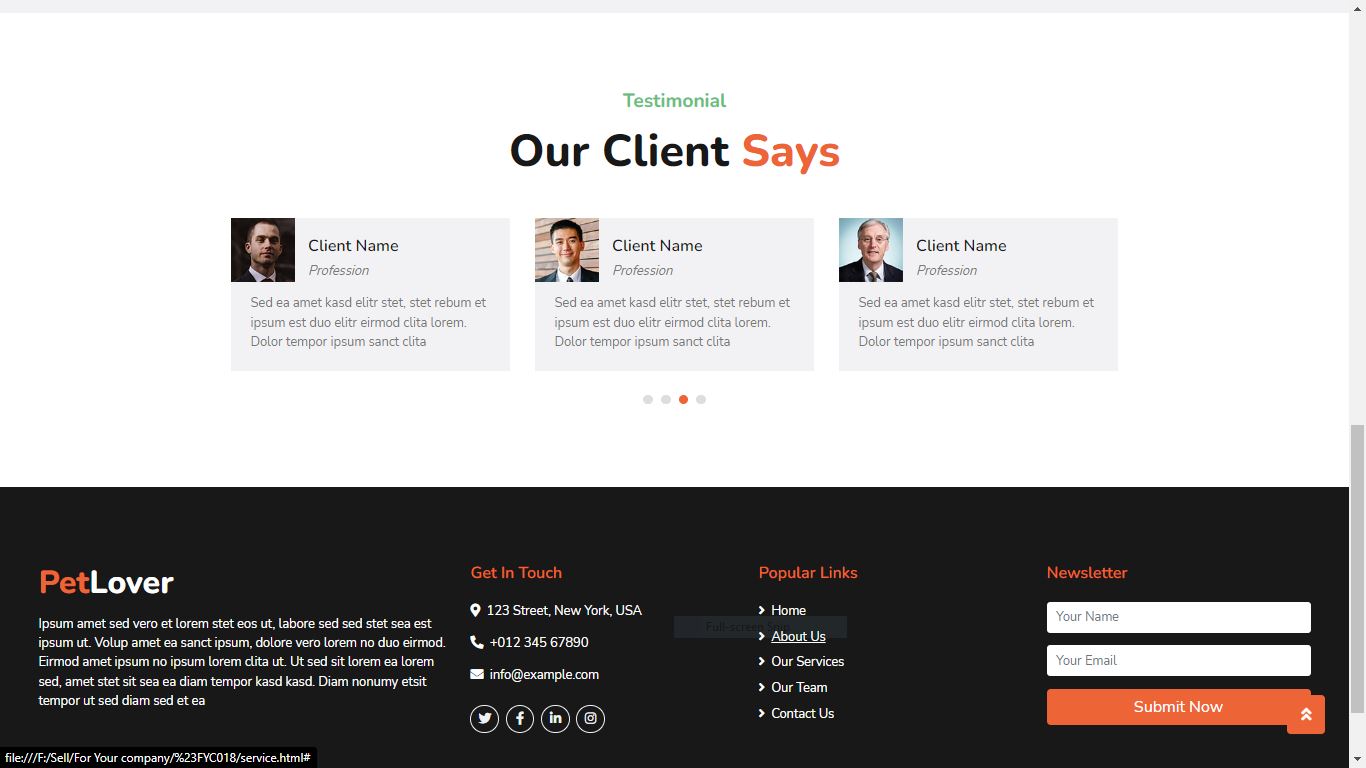 Testimonial
Our Client Says
Client Name
Profession
Sed ea amet kasd elitr stet, stet rebum et
ipsum est duo elitr eirmod clita lorem.
Dolor tempor ipsum sanct clita
Client Name
Profession
Sed ea amet kasd elitr stet, stet rebum et
ipsum est duo elitr eirmod clita lorem.
Dolor tempor ipsum sanct clita
Client Name
Profession
Sed ea amet kasd elitr stet, stet rebum et
ipsum est duo elitr eirmod clita lorem.
Dolor tempor ipsum sanct clita
PetLover
Ipsum amet sed vero et lorem stet eos ut, labore sed sed stet sea est
ipsum ut. Volup amet ea sanct ipsum, dolore vero lorem no duo eirmod.
Eirmod amet ipsum no ipsum lorem clita ut. Ut sed sit lorem ea lorem
sed, amet stet sit sea ea diam tempor kasd kasd. Diam nonumy etsit
tempor ut sed diam sed et ea
Get In Touch
123 Street, New York, USA
+012 345 67890
info@example.com
Full-screen Snip
Popular Links
Home
About Us
Our Services
Our Team
Contact Us
Newsletter
Your Name
Your Email
Submit Now
file:///F:/Sell/For Your company/%23FYC018/service.html#